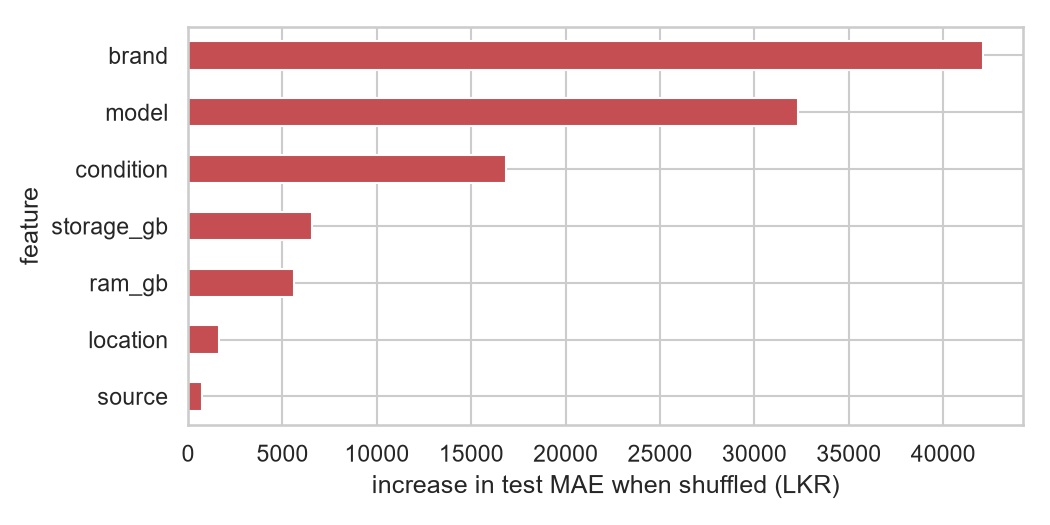 brand
model
condition
storage_gb
ram_gb
location
source
feature
0 5000 10000 15000 20000 25000 30000 35000 40000
increase in test MAE when shuffled (LKR)